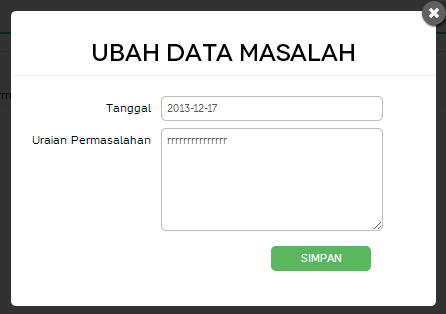 UBAH DATA MASALAH
Tanggal 2013-12-17
Uraian Permasalahan rrrrrrrrrrrrrrr
SIMPAN